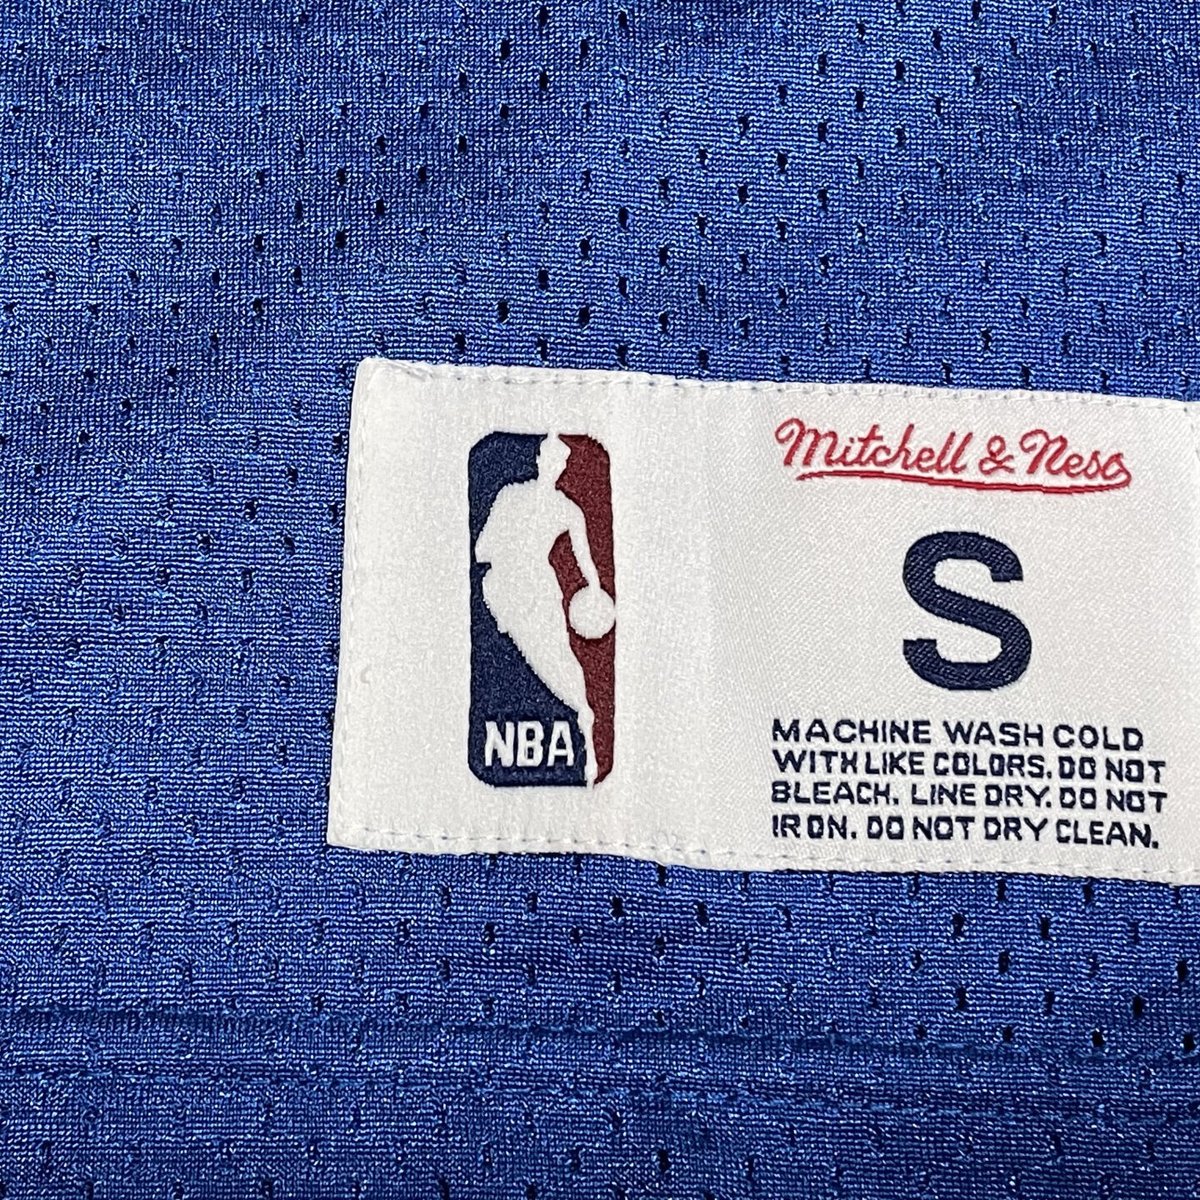 Mitchell & Ness
S
NBA
MACHINE WASH COLD
WITH LIKE COLORS. DO NOT
BLEACH. LINE DRY. DO NOT
IRON. DO NOT DRY CLEAN.